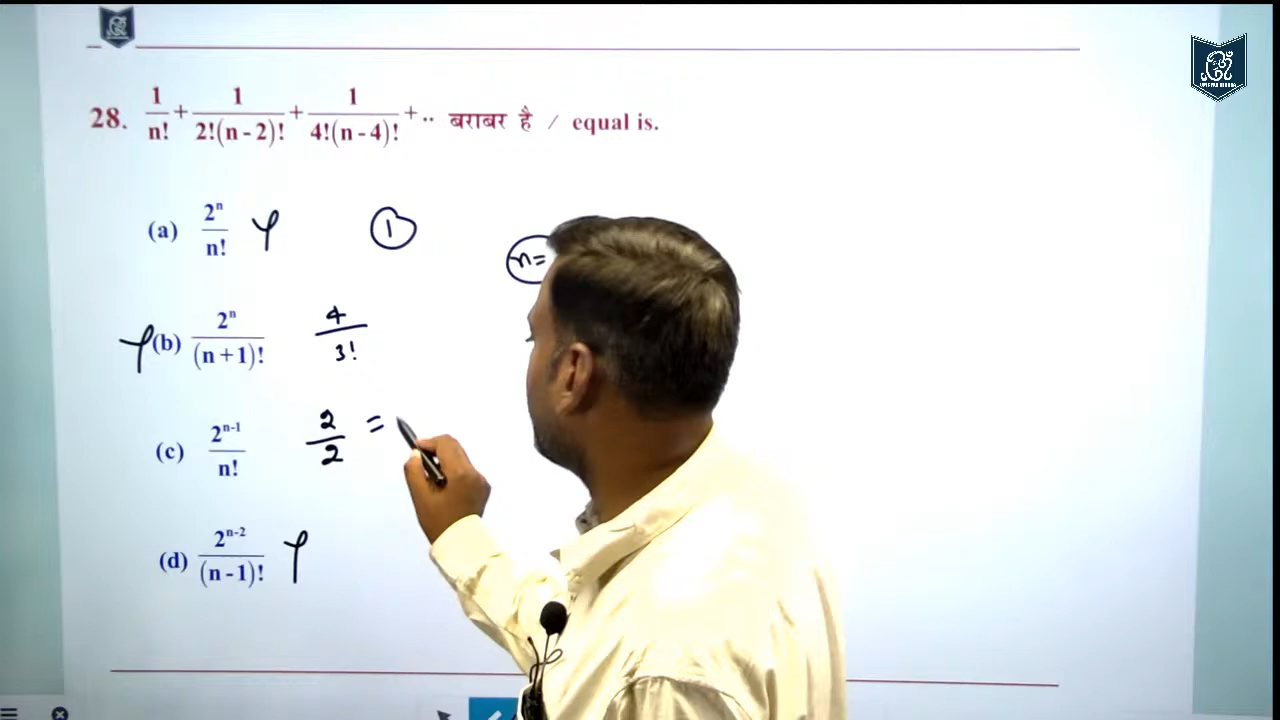 28. 1/n! + 1/2!(n-2)! + 1/4!(n-4)! + .. बराबर है / equal is.
(a) 2ⁿ/n!
1
n=
(b) 2ⁿ/(n+1)! 4/3!
(c) 2ⁿ⁻¹/n! 2/2 =
(d) 2ⁿ⁻²/(n-1)!